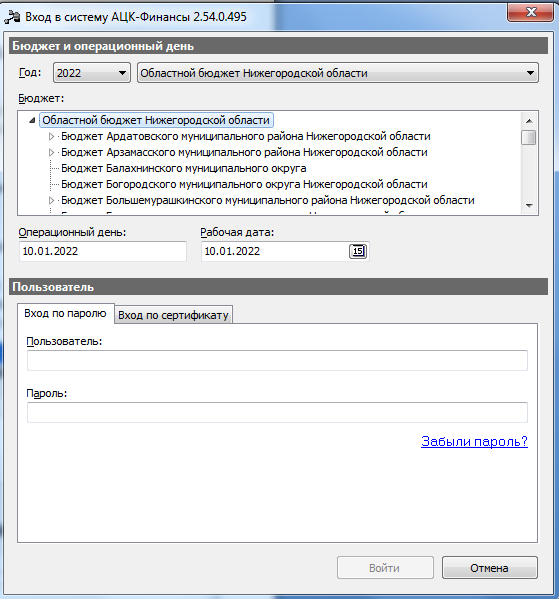 Вход в систему АЦК-Финансы 2.54.0.495
Бюджет и операционный день
Год: 2022 Областной бюджет Нижегородской области
Бюджет:
Областной бюджет Нижегородской области
Бюджет Ардатовского муниципального района Нижегородской области
Бюджет Арзамасского муниципального района Нижегородской области
Бюджет Балахнинского муниципального округа
Бюджет Богородского муниципального округа Нижегородской области
Бюджет Большемурашкинского муниципального района Нижегородской области
Операционный день: Рабочая дата:
10.01.2022 10.01.2022 15
Пользователь
Вход по паролю Вход по сертификату
Пользователь:
Пароль:
Забыли пароль?
Войти Отмена